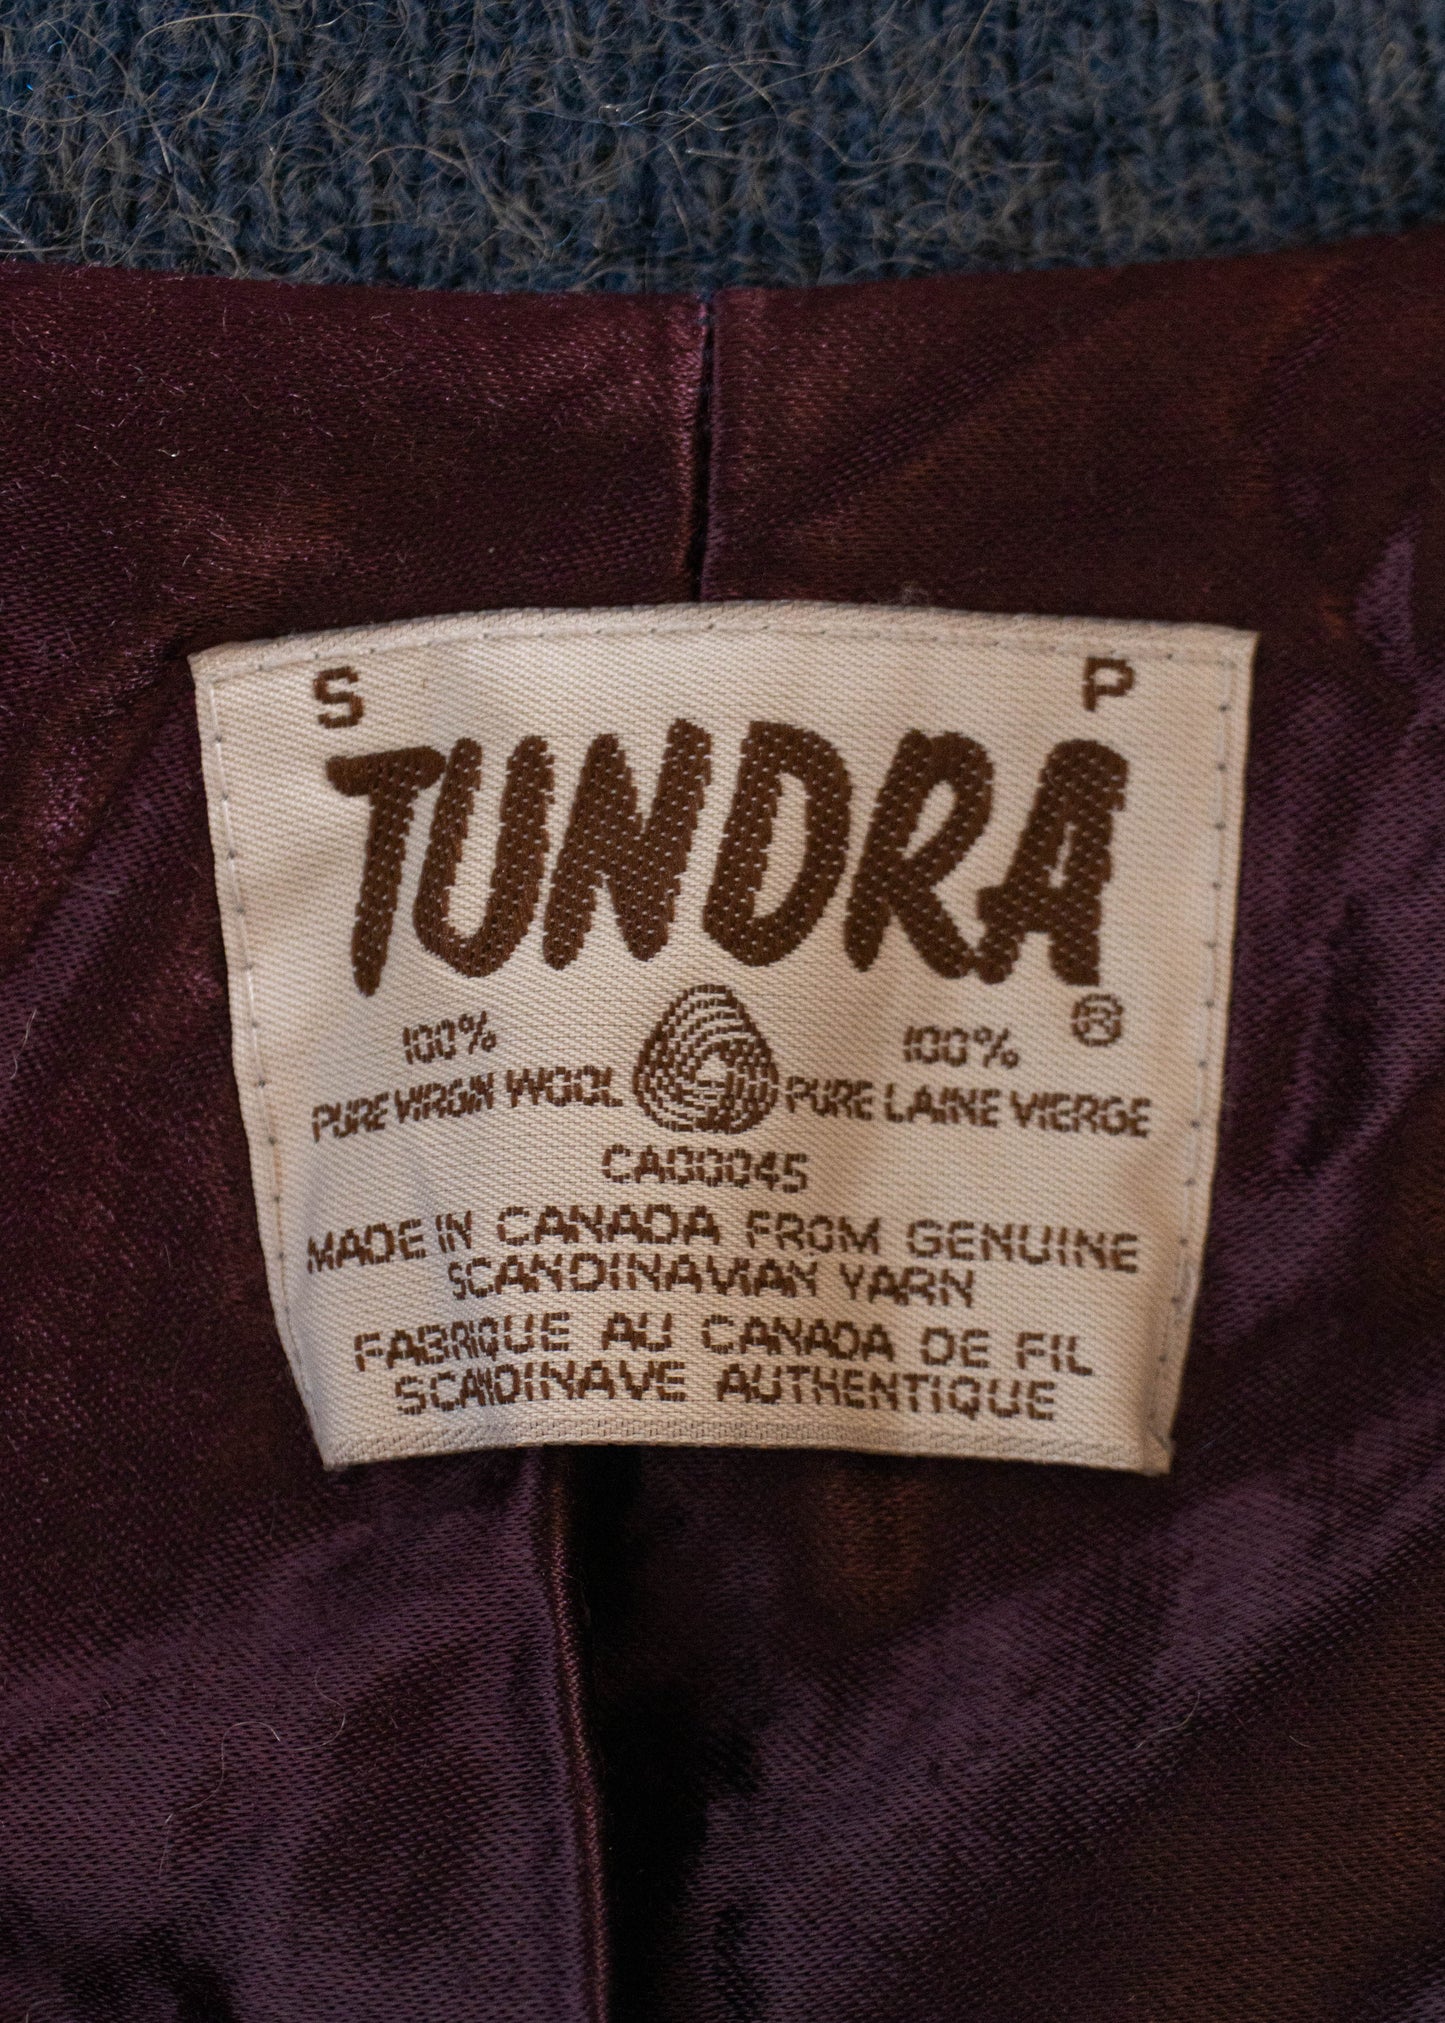 S P
TUNDRA ®
100% 100%
PURE VIRGIN WOOL PURE LAINE VIERGE
CA00045
MADE IN CANADA FROM GENUINE
SCANDINAVIAN YARN
FABRIQUE AU CANADA DE FIL
SCANDINAVE AUTHENTIQUE